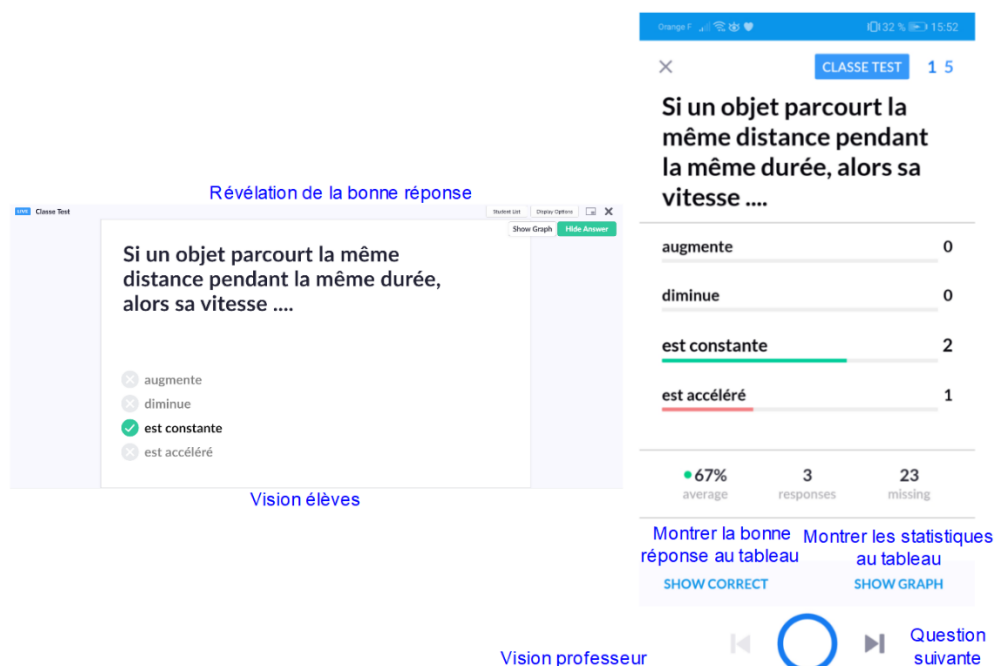 Révélation de la bonne réponse
LIVE Classe Test
Student List Display Options
Show Graph Hide Answer
Si un objet parcourt la même
distance pendant la même durée,
alors sa vitesse ....
augmente
diminue
est constante
est accéléré
Vision élèves
Orange F 32 % 15:52
CLASSE TEST 1 5
Si un objet parcourt la
même distance pendant
la même durée, alors sa
vitesse ....
augmente 0
diminue 0
est constante 2
est accéléré 1
67% 3 23
average responses missing
Montrer la bonne
réponse au tableau
Montrer les statistiques
au tableau
SHOW CORRECT SHOW GRAPH
Vision professeur
Question
suivante